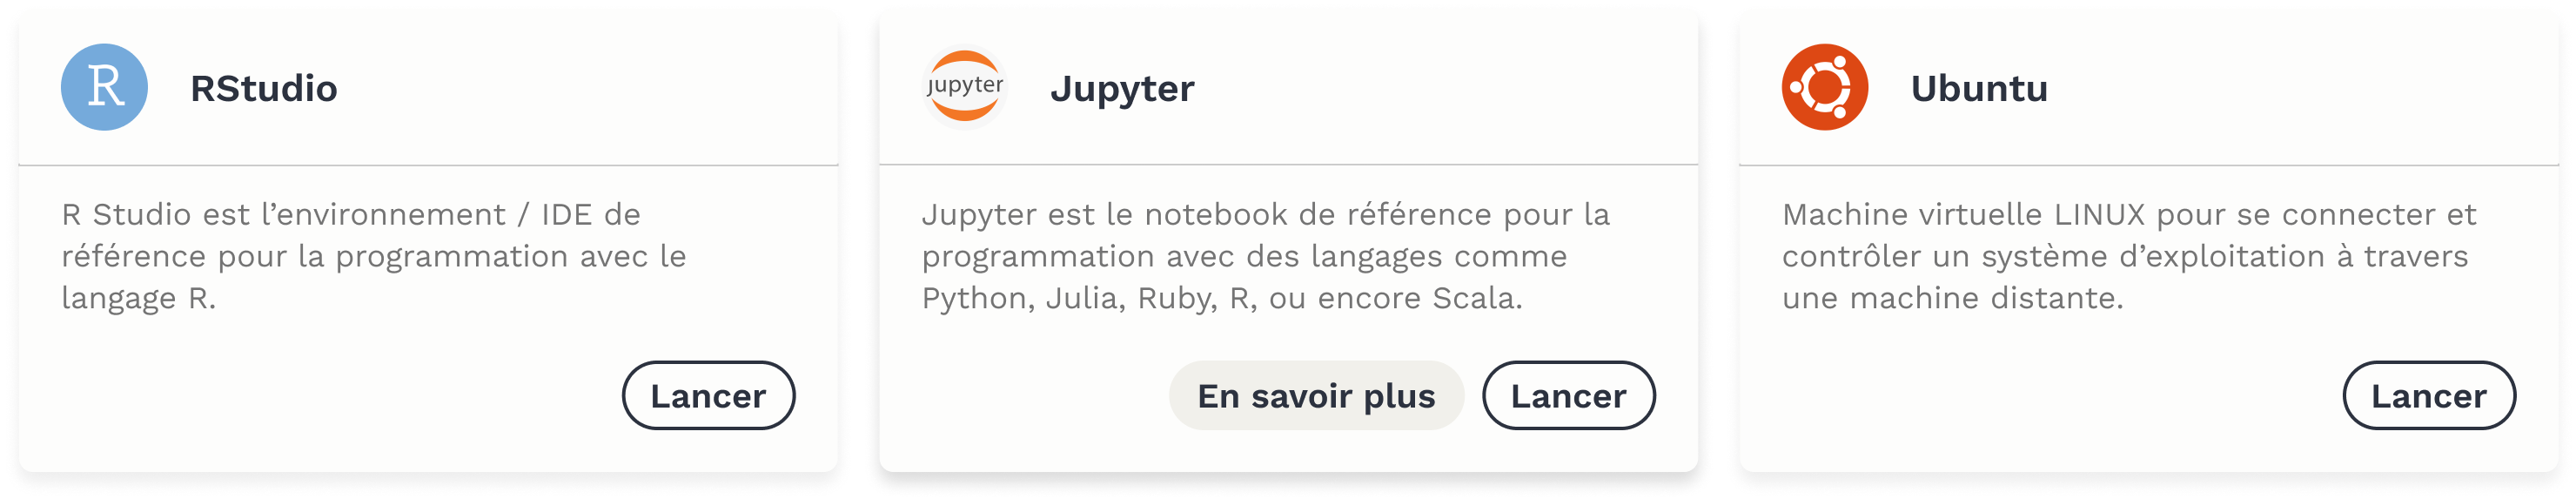 R
RStudio
R Studio est l’environnement / IDE de
référence pour la programmation avec le
langage R.
Lancer
jupyter
Jupyter
Jupyter est le notebook de référence pour la
programmation avec des langages comme
Python, Julia, Ruby, R, ou encore Scala.
En savoir plus
Lancer
Ubuntu
Machine virtuelle LINUX pour se connecter et
contrôler un système d’exploitation à travers
une machine distante.
Lancer